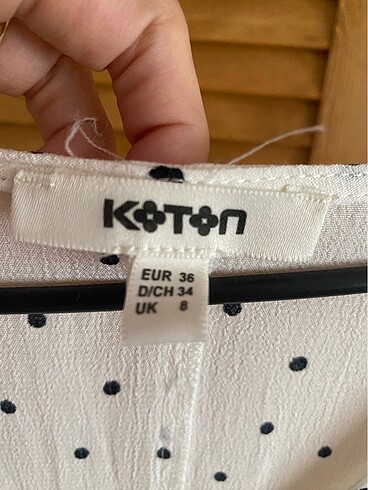 KOTON
EUR 36
D/CH 34
UK 8